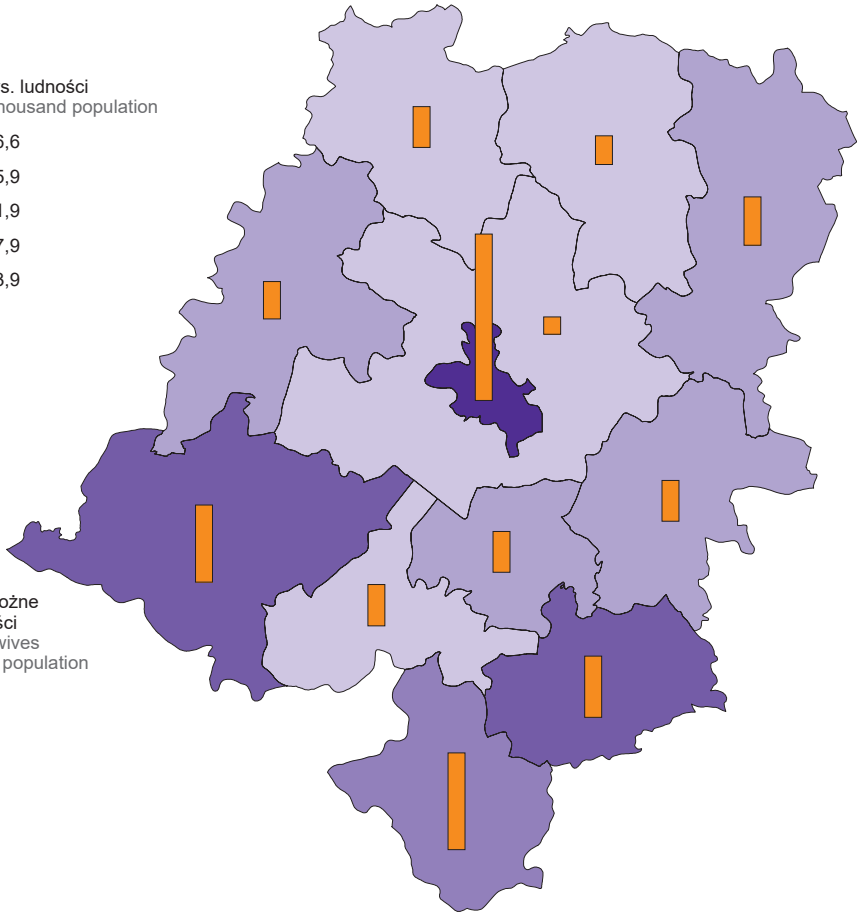 s. ludności
housand population
6,6
5,9
1,9
7,9
3,9
ożne
ści
wives
population